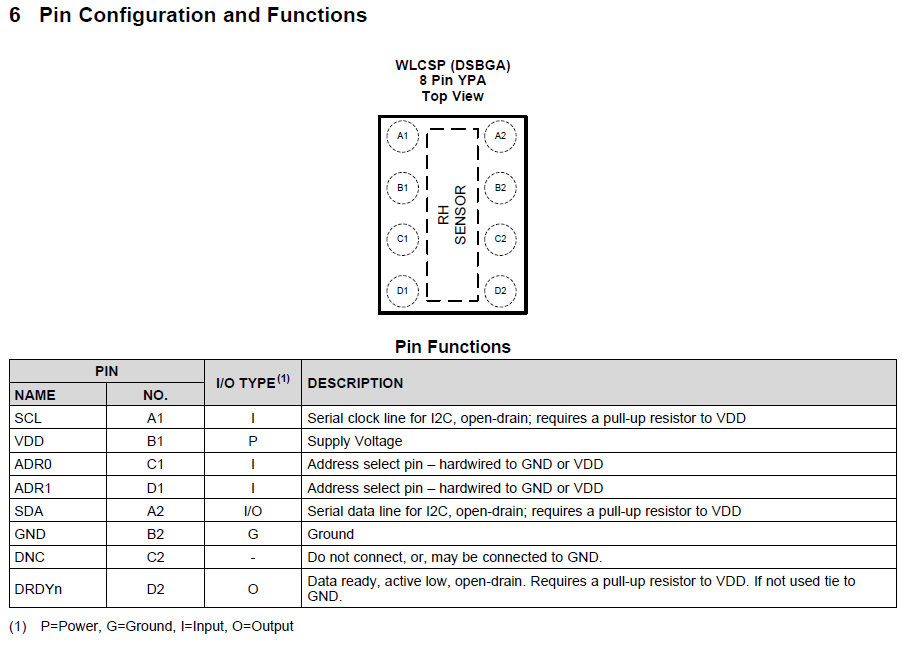 6 Pin Configuration and Functions
WLCSP (DSBGA)
8 Pin YPA
Top View
A1 A2
B1 B2
RH
SENSOR
C1 C2
D1 D2
Pin Functions
PIN I/O TYPE(1) DESCRIPTION
NAME NO.
SCL A1 I Serial clock line for I2C, open-drain; requires a pull-up resistor to VDD
VDD B1 P Supply Voltage
ADR0 C1 I Address select pin – hardwired to GND or VDD
ADR1 D1 I Address select pin – hardwired to GND or VDD
SDA A2 I/O Serial data line for I2C, open-drain; requires a pull-up resistor to VDD
GND B2 G Ground
DNC C2 - Do not connect, or, may be connected to GND.
DRDYn D2 O Data ready, active low, open-drain. Requires a pull-up resistor to VDD. If not used tie to
GND.
(1) P=Power, G=Ground, I=Input, O=Output